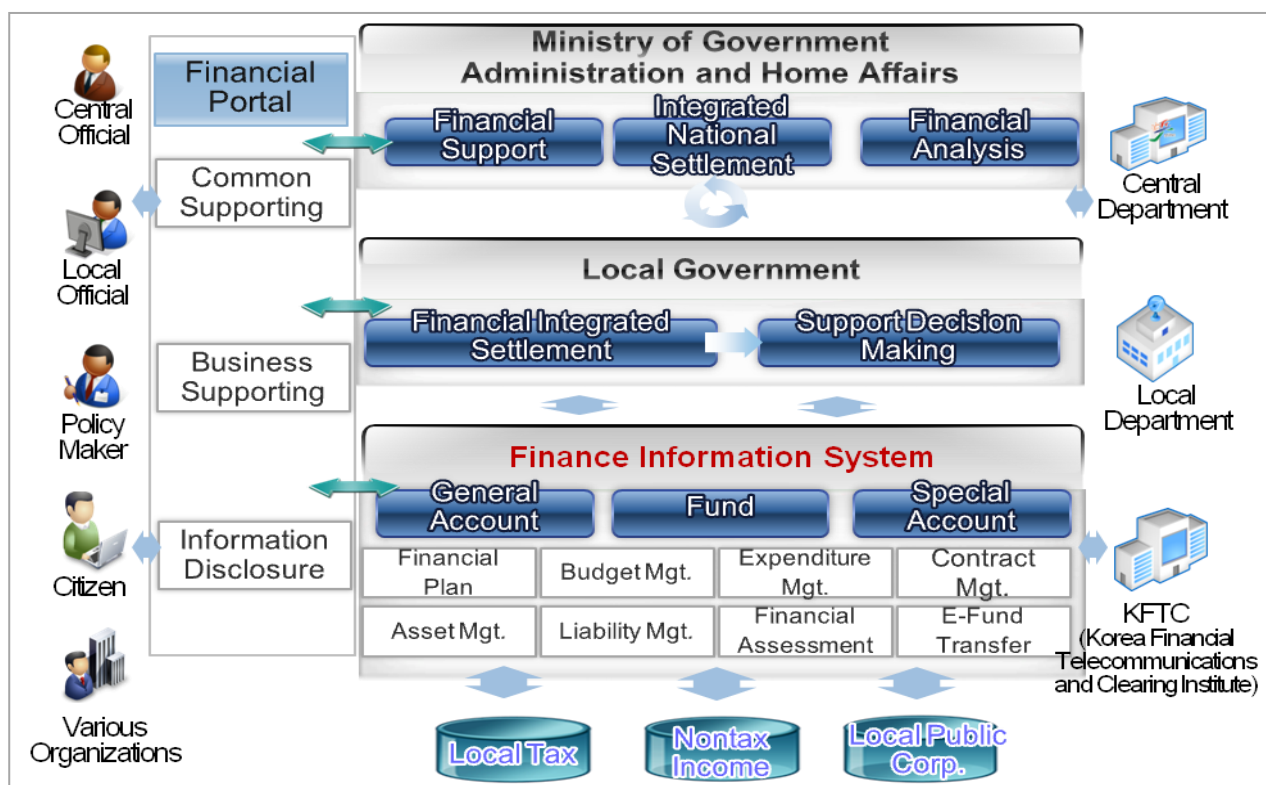 Central
Official
Local
Official
Policy
Maker
Citizen
Various
Organizations
Financial
Portal
Common
Supporting
Business
Supporting
Information
Disclosure
Ministry of Government
Administration and Home Affairs
Financial
Support
Integrated
National
Settlement
Financial
Analysis
Local Government
Financial Integrated
Settlement
Support Decision
Making
Finance Information System
General
Account
Fund
Special
Account
Financial
Plan
Budget Mgt.
Expenditure
Mgt.
Contract
Mgt.
Asset Mgt.
Liability Mgt.
Financial
Assessment
E-Fund
Transfer
Local Tax
Nontax
Income
Local Public
Corp.
Central
Department
Local
Department
KFTC
(Korea Financial
Telecommunications
and Clearing Institute)